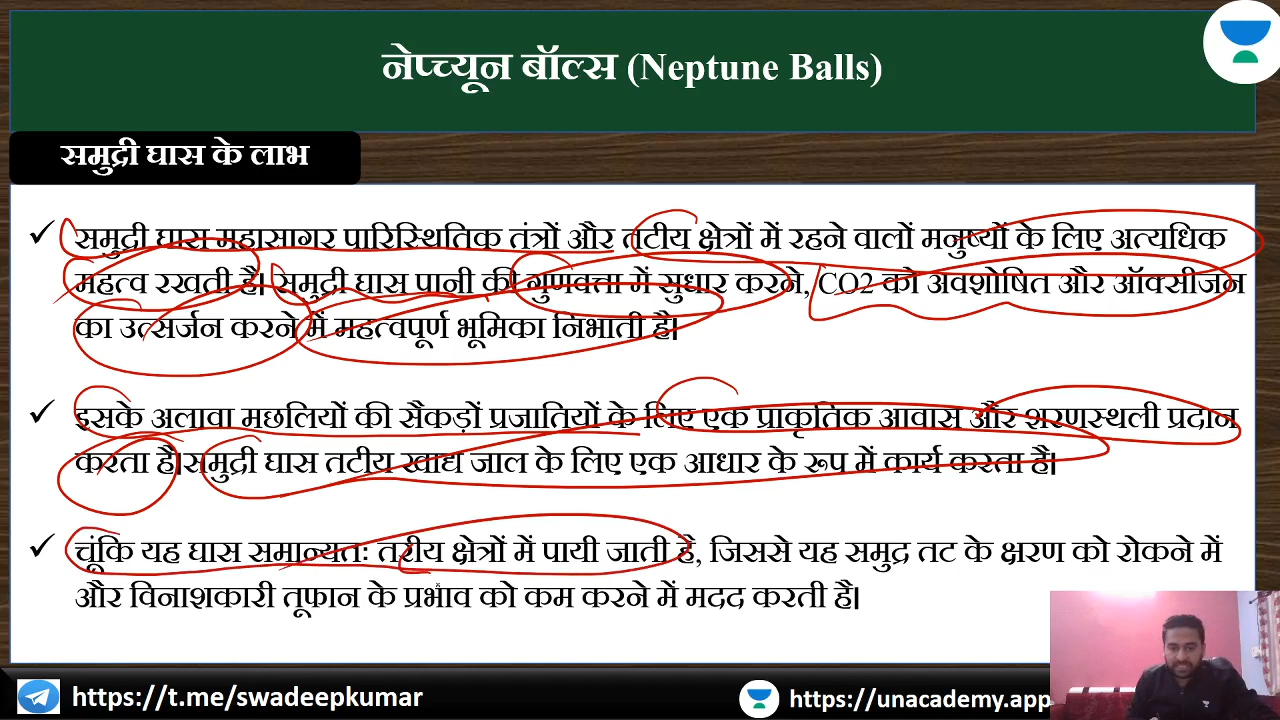 नेप्च्यून बॉल्स (Neptune Balls)
समुद्री घास के लाभ
समुद्री घास महासागर पारिस्थितिक तंत्रों और तटीय क्षेत्रों में रहने वालों मनुष्यों के लिए अत्यधिक
महत्व रखती है। समुद्री घास पानी की गुणवत्ता में सुधार करने, CO2 को अवशोषित और ऑक्सीजन
का उत्सर्जन करने में महत्वपूर्ण भूमिका निभाती है।
इसके अलावा मछलियों की सैकड़ों प्रजातियों के लिए एक प्राकृतिक आवास और शरणस्थली प्रदान
करता है। समुद्री घास तटीय खाद्य जाल के लिए एक आधार के रूप में कार्य करता है।
चूंकि यह घास समान्यतः तटीय क्षेत्रों में पायी जाती है, जिससे यह समुद्र तट के क्षरण को रोकने में
और विनाशकारी तूफान के प्रभाव को कम करने में मदद करती है।
https://t.me/swadeepkumar
https://unacademy.app